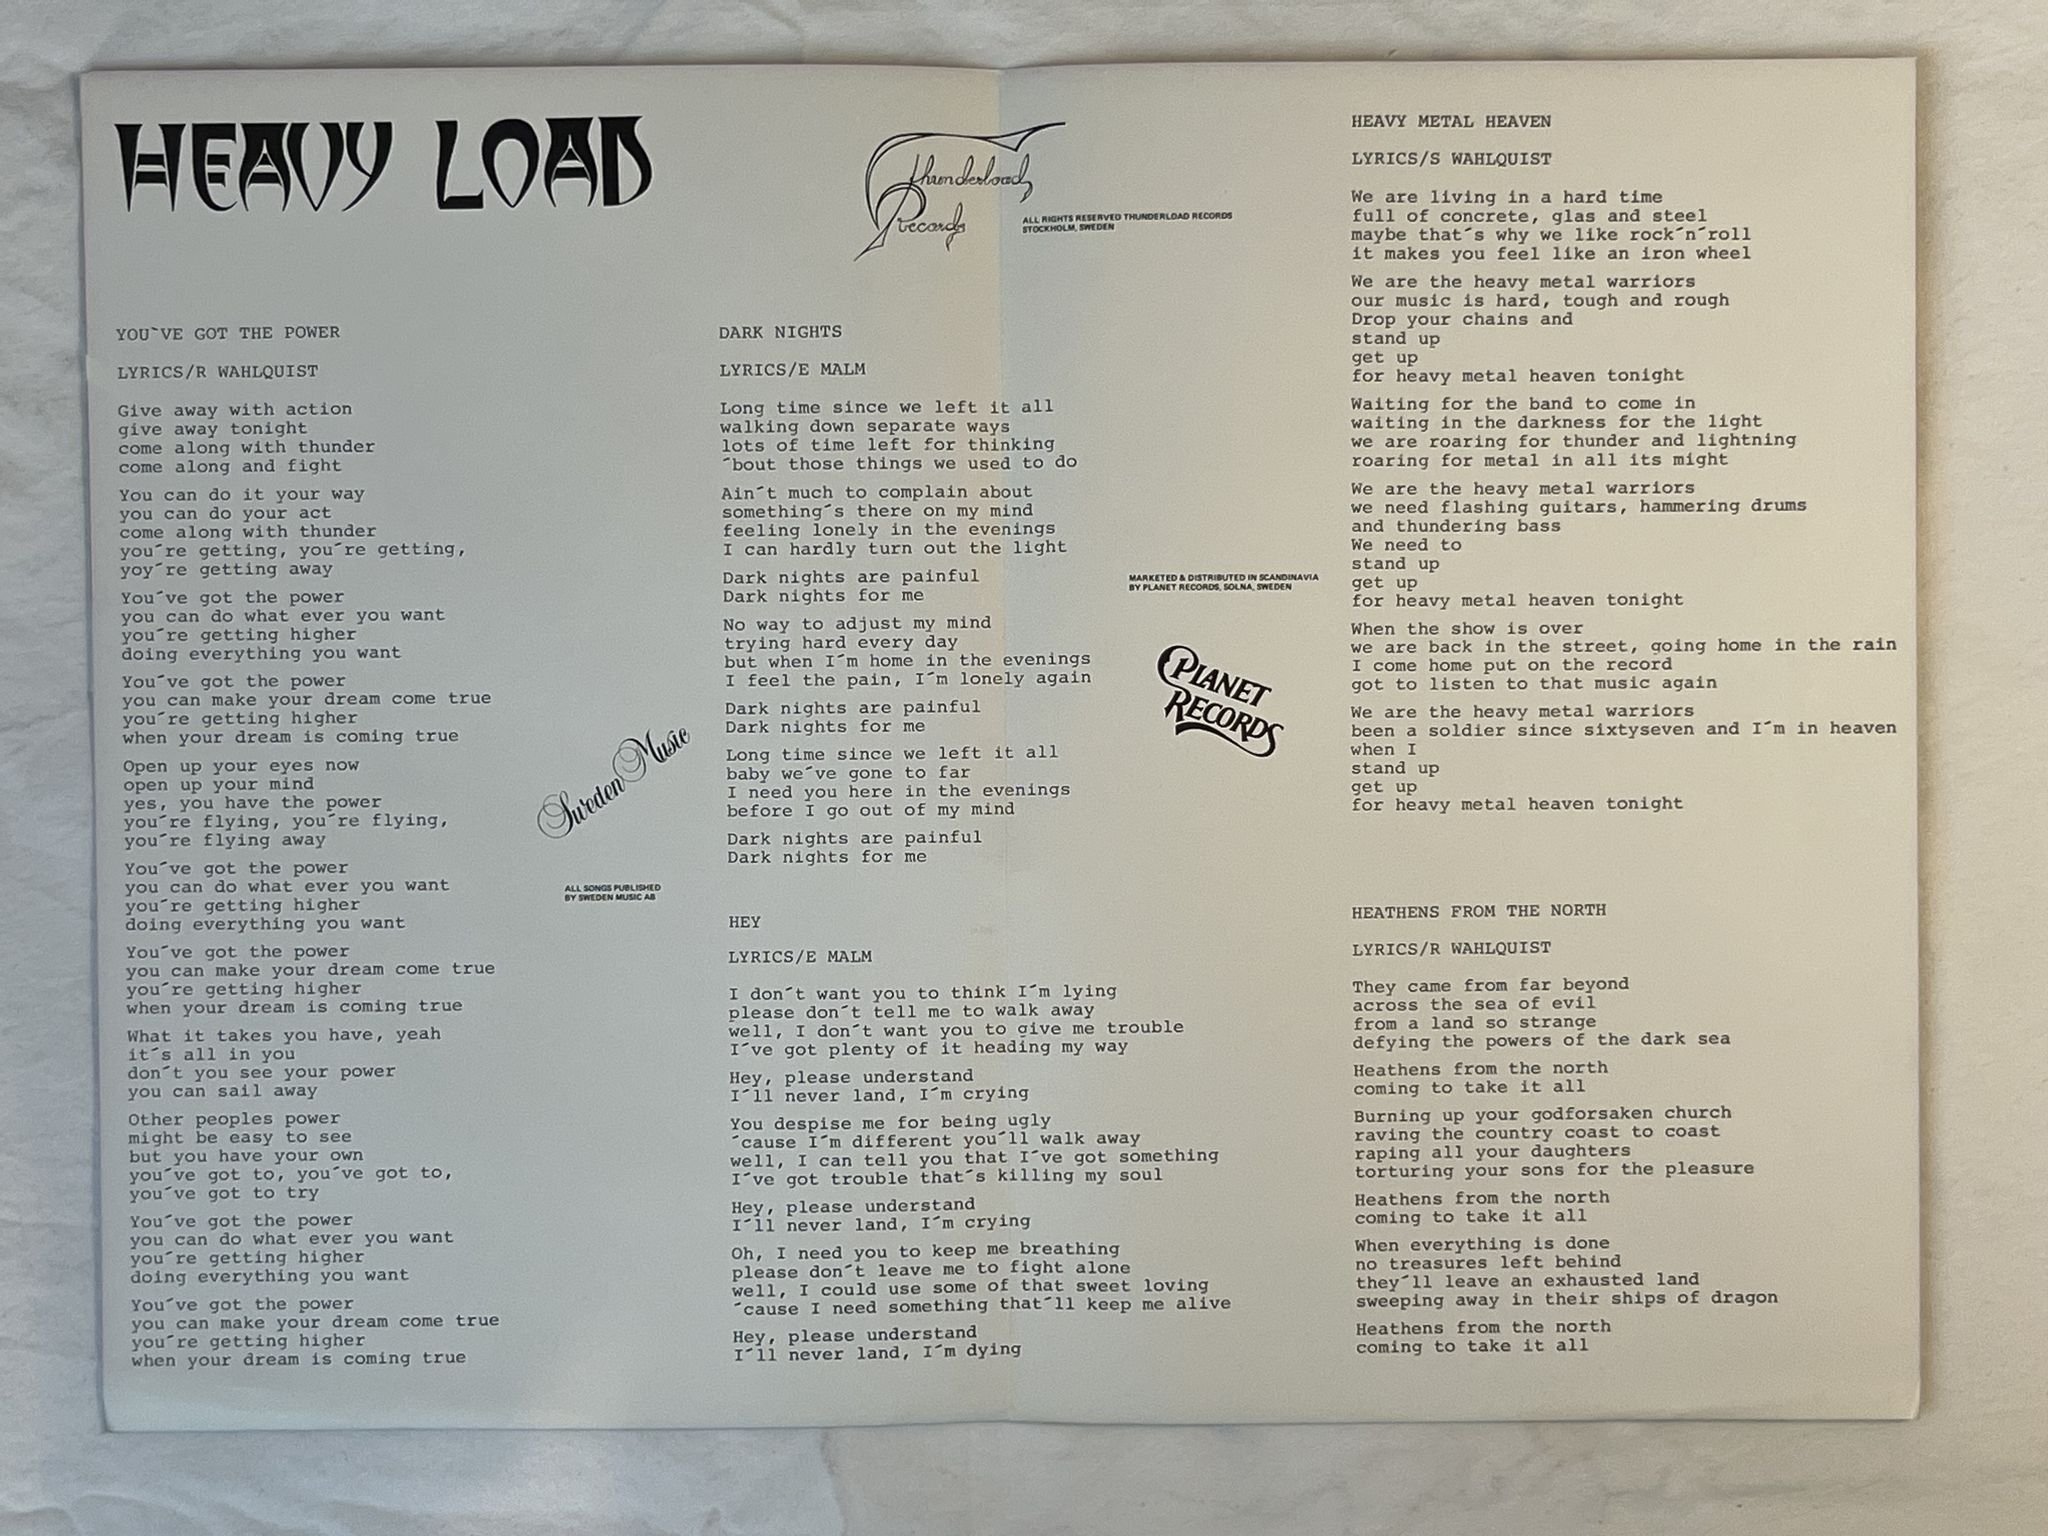 HEAVY LOAD
Thunderload
Records
ALL RIGHTS RESERVED THUNDERLOAD RECORDS
STOCKHOLM, SWEDEN
YOU`VE GOT THE POWER
LYRICS/R WAHLQUIST
Give away with action
give away tonight
come along with thunder
come along and fight
You can do it your way
you can do your act
come along with thunder
you´re getting, you´re getting,
yoy´re getting away
You´ve got the power
you can do what ever you want
you´re getting higher
doing everything you want
You´ve got the power
you can make your dream come true
you´re getting higher
when your dream is coming true
Open up your eyes now
open up your mind
yes, you have the power
you´re flying, you´re flying,
you´re flying away
You´ve got the power
you can do what ever you want
you´re getting higher
doing everything you want
You´ve got the power
you can make your dream come true
you´re getting higher
when your dream is coming true
What it takes you have, yeah
it´s all in you
don´t you see your power
you can sail away
Other peoples power
might be easy to see
but you have your own
you´ve got to, you´ve got to,
you´ve got to try
You´ve got the power
you can do what ever you want
you´re getting higher
doing everything you want
You´ve got the power
you can make your dream come true
you´re getting higher
when your dream is coming true
Sweden Music
ALL SONGS PUBLISHED
BY SWEDEN MUSIC AB
DARK NIGHTS
LYRICS/E MALM
Long time since we left it all
walking down separate ways
lots of time left for thinking
´bout those things we used to do
Ain´t much to complain about
something´s there on my mind
feeling lonely in the evenings
I can hardly turn out the light
Dark nights are painful
Dark nights for me
No way to adjust my mind
trying hard every day
but when I´m home in the evenings
I feel the pain, I´m lonely again
Dark nights are painful
Dark nights for me
Long time since we left it all
baby we´ve gone to far
I need you here in the evenings
before I go out of my mind
Dark nights are painful
Dark nights for me
HEY
LYRICS/E MALM
I don´t want you to think I´m lying
please don´t tell me to walk away
well, I don´t want you to give me trouble
I´ve got plenty of it heading my way
Hey, please understand
I´ll never land, I´m crying
You despise me for being ugly
´cause I´m different you´ll walk away
well, I can tell you that I´ve got something
I´ve got trouble that´s killing my soul
Hey, please understand
I´ll never land, I´m crying
Oh, I need you to keep me breathing
please don´t leave me to fight alone
well, I could use some of that sweet loving
´cause I need something that´ll keep me alive
Hey, please understand
I´ll never land, I´m dying
MARKETED & DISTRIBUTED IN SCANDINAVIA
BY PLANET RECORDS, SOLNA, SWEDEN
PLANET
RECORDS
HEAVY METAL HEAVEN
LYRICS/S WAHLQUIST
We are living in a hard time
full of concrete, glas and steel
maybe that´s why we like rock´n´roll
it makes you feel like an iron wheel
We are the heavy metal warriors
our music is hard, tough and rough
Drop your chains and
stand up
get up
for heavy metal heaven tonight
Waiting for the band to come in
waiting in the darkness for the light
we are roaring for thunder and lightning
roaring for metal in all its might
We are the heavy metal warriors
we need flashing guitars, hammering drums
and thundering bass
We need to
stand up
get up
for heavy metal heaven tonight
When the show is over
we are back in the street, going home in the rain
I come home put on the record
got to listen to that music again
We are the heavy metal warriors
been a soldier since sixtyseven and I´m in heaven
when I
stand up
get up
for heavy metal heaven tonight
HEATHENS FROM THE NORTH
LYRICS/R WAHLQUIST
They came from far beyond
across the sea of evil
from a land so strange
defying the powers of the dark sea
Heathens from the north
coming to take it all
Burning up your godforsaken church
raving the country coast to coast
raping all your daughters
torturing your sons for the pleasure
Heathens from the north
coming to take it all
When everything is done
no treasures left behind
they´ll leave an exhausted land
sweeping away in their ships of dragon
Heathens from the north
coming to take it all